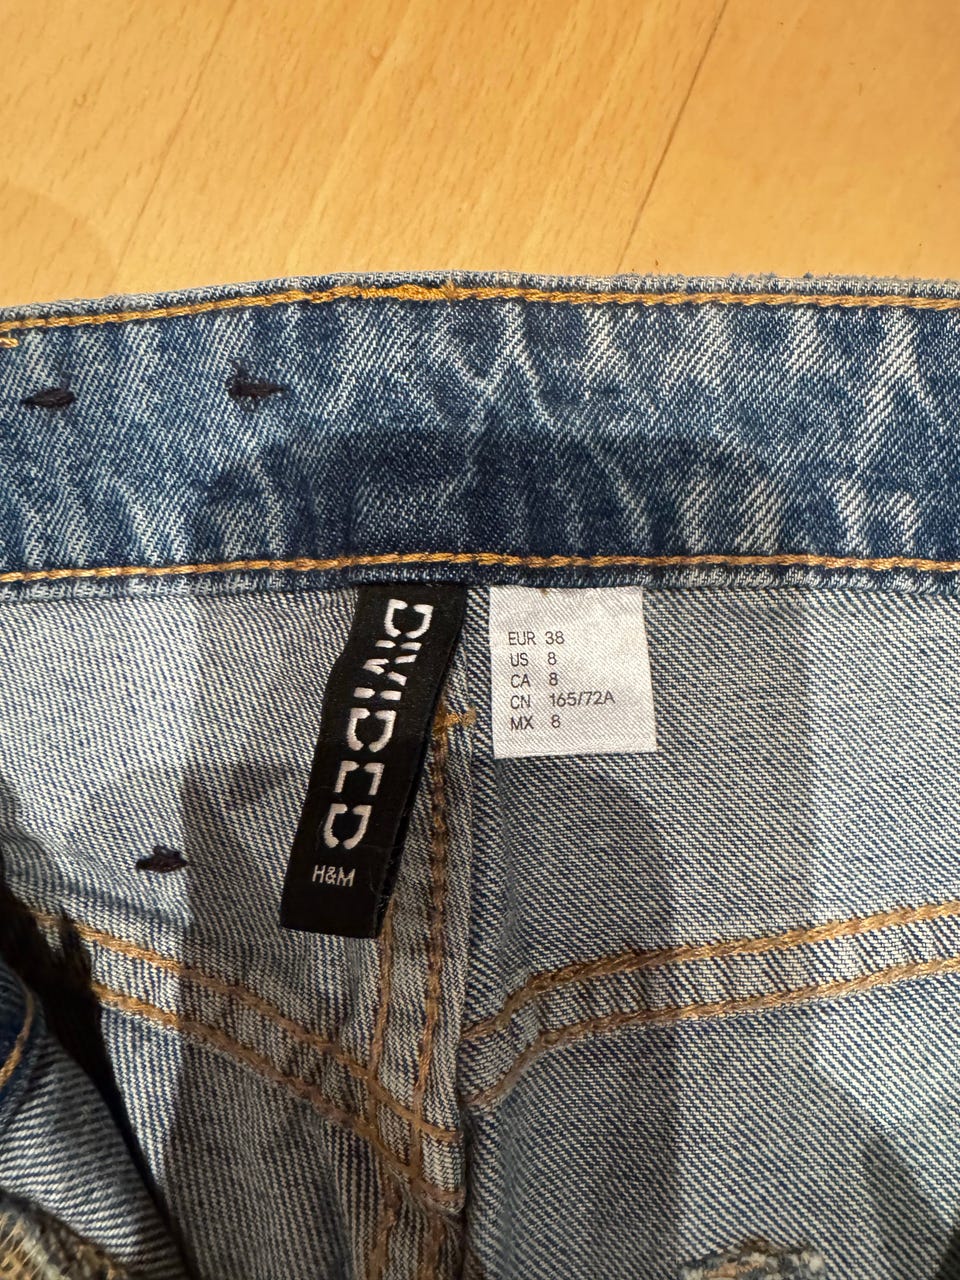 DIVIDED
H&M
EUR 38
US 8
CA 8
CN 165/72A
MX 8